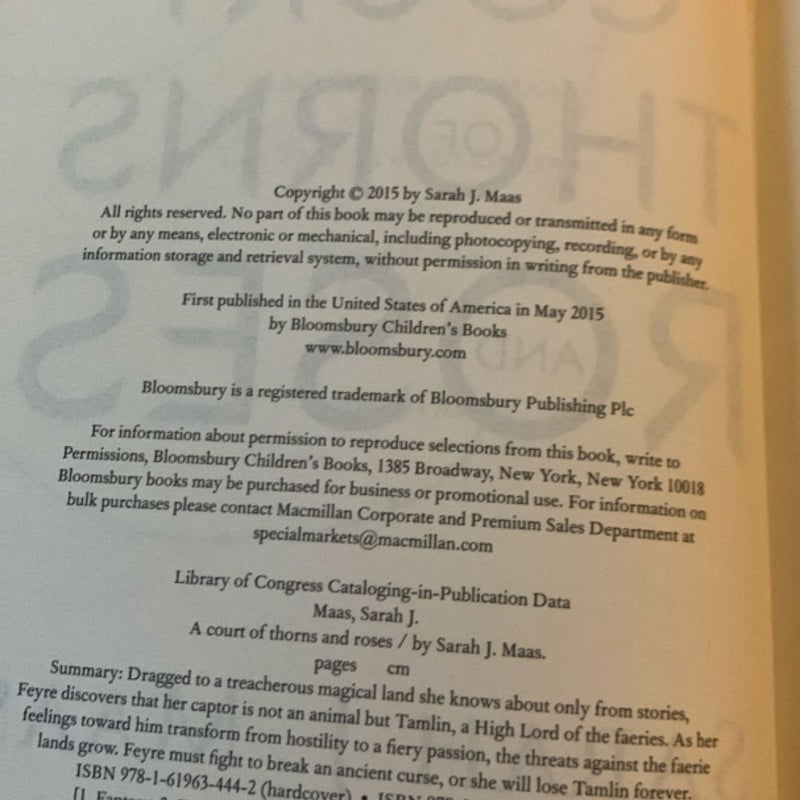 Copyright © 2015 by Sarah J. Maas
All rights reserved. No part of this book may be reproduced or transmitted in any form
or by any means, electronic or mechanical, including photocopying, recording, or by any
information storage and retrieval system, without permission in writing from the publisher.
First published in the United States of America in May 2015
by Bloomsbury Children's Books
www.bloomsbury.com
Bloomsbury is a registered trademark of Bloomsbury Publishing Plc
For information about permission to reproduce selections from this book, write to
Permissions, Bloomsbury Children's Books, 1385 Broadway, New York, New York 10018
Bloomsbury books may be purchased for business or promotional use. For information on
bulk purchases please contact Macmillan Corporate and Premium Sales Department at
specialmarkets@macmillan.com
Library of Congress Cataloging-in-Publication Data
Maas, Sarah J.
A court of thorns and roses / by Sarah J. Maas.
pages cm
Summary: Dragged to a treacherous magical land she knows about only from stories,
Feyre discovers that her captor is not an animal but Tamlin, a High Lord of the faeries. As her
feelings toward him transform from hostility to a fiery passion, the threats against the faerie
lands grow. Feyre must fight to break an ancient curse, or she will lose Tamlin forever.
ISBN 978-1-61963-444-2 (hardcover) • ISBN
[1. Fantasy.